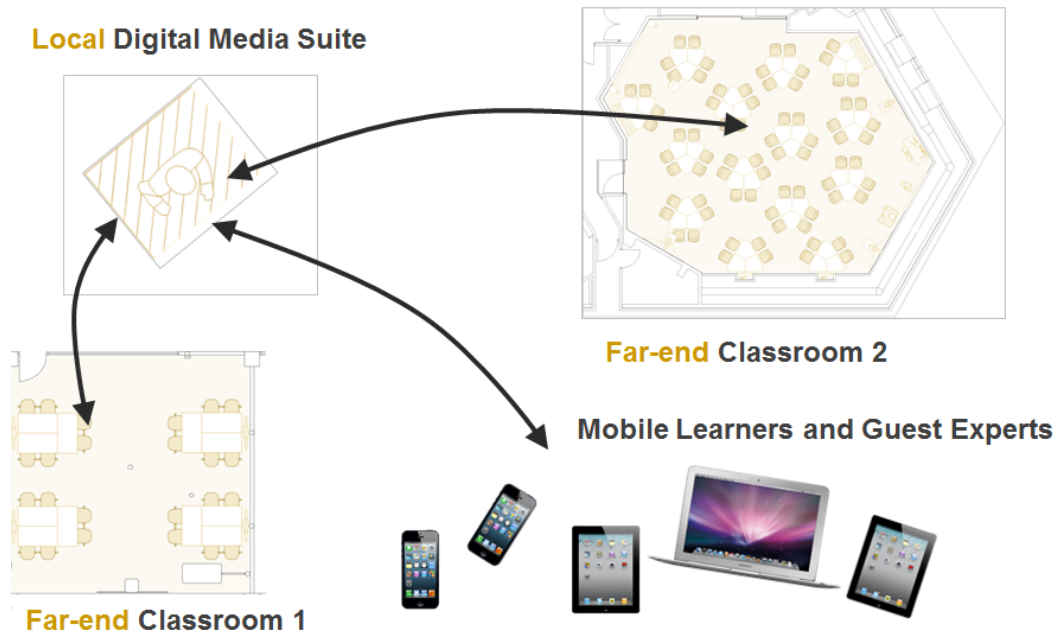 Local Digital Media Suite
Far-end Classroom 2
Mobile Learners and Guest Experts
Far-end Classroom 1